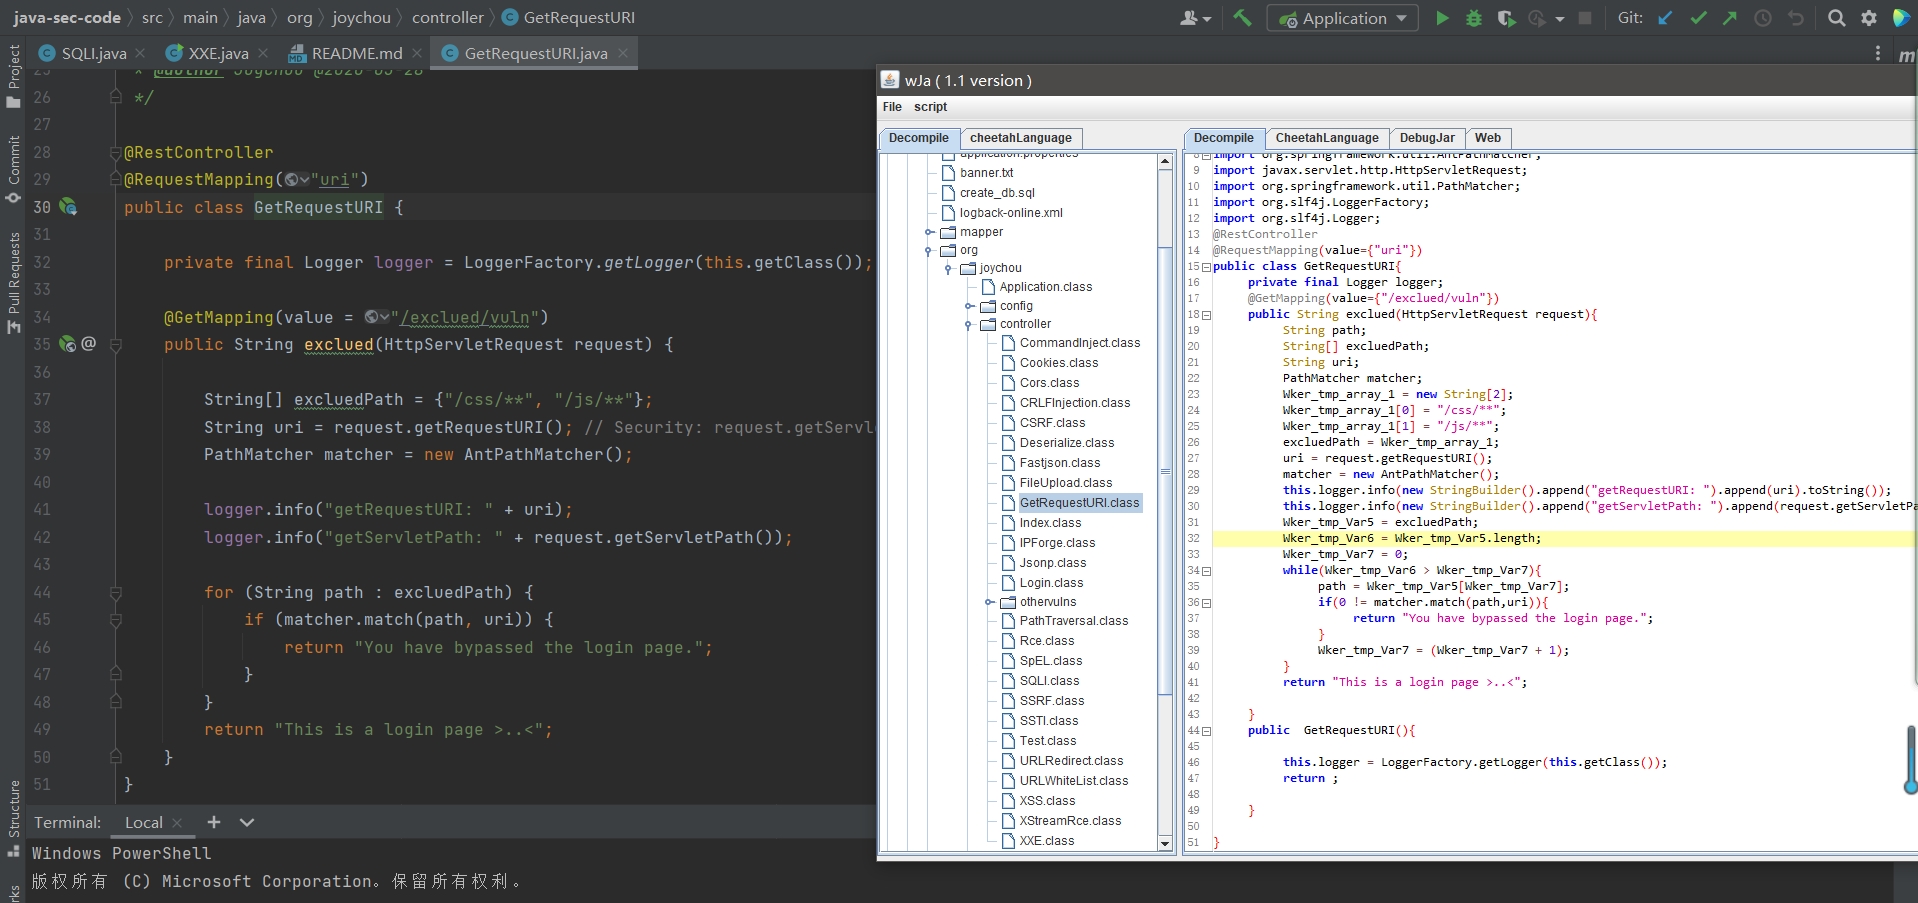 java-sec-code src main java org joychou controller GetRequestURI
Application
Git:
SQLI.java
XXE.java
README.md
GetRequestURI.java
Project
Commit
Pull Requests
Structure
26 */
27
28 @RestController
29 @RequestMapping("uri")
30 public class GetRequestURI {
31
32 private final Logger logger = LoggerFactory.getLogger(this.getClass());
33
34 @GetMapping(value = "/exclued/vuln")
35 public String exclued(HttpServletRequest request) {
36
37 String[] excluedPath = {"/css/**", "/js/**"};
38 String uri = request.getRequestURI(); // Security: request.getServl
39 PathMatcher matcher = new AntPathMatcher();
40
41 logger.info("getRequestURI: " + uri);
42 logger.info("getServletPath: " + request.getServletPath());
43
44 for (String path : excluedPath) {
45 if (matcher.match(path, uri)) {
46 return "You have bypassed the login page.";
47 }
48 }
49 return "This is a login page >..<";
50 }
51 }
Terminal: Local
Windows PowerShell
版权所有 (C) Microsoft Corporation。保留所有权利。
wJa ( 1.1 version )
File script
Decompile cheetahLanguage
application.properties
banner.txt
create_db.sql
logback-online.xml
mapper
org
joychou
Application.class
config
controller
CommandInject.class
Cookies.class
Cors.class
CRLFInjection.class
CSRF.class
Deserialize.class
Fastjson.class
FileUpload.class
GetRequestURI.class
Index.class
IPForge.class
Jsonp.class
Login.class
othervulns
PathTraversal.class
Rce.class
SpEL.class
SQLI.class
SSRF.class
SSTI.class
Test.class
URLRedirect.class
URLWhiteList.class
XSS.class
XStreamRce.class
XXE.class
Decompile CheetahLanguage DebugJar Web
8 import org.springframework.util.AntPathMatcher;
9 import javax.servlet.http.HttpServletRequest;
10 import org.springframework.util.PathMatcher;
11 import org.slf4j.LoggerFactory;
12 import org.slf4j.Logger;
13 @RestController
14 @RequestMapping(value={"uri"})
15 public class GetRequestURI{
16 private final Logger logger;
17 @GetMapping(value={"/exclued/vuln"})
18 public String exclued(HttpServletRequest request){
19 String path;
20 String[] excluedPath;
21 String uri;
22 PathMatcher matcher;
23 Wker_tmp_array_1 = new String[2];
24 Wker_tmp_array_1[0] = "/css/**";
25 Wker_tmp_array_1[1] = "/js/**";
26 excluedPath = Wker_tmp_array_1;
27 uri = request.getRequestURI();
28 matcher = new AntPathMatcher();
29 this.logger.info(new StringBuilder().append("getRequestURI: ").append(uri).toString());
30 this.logger.info(new StringBuilder().append("getServletPath: ").append(request.getServletPa
31 Wker_tmp_Var5 = excluedPath;
32 Wker_tmp_Var6 = Wker_tmp_Var5.length;
33 Wker_tmp_Var7 = 0;
34 while(Wker_tmp_Var6 > Wker_tmp_Var7){
35 path = Wker_tmp_Var5[Wker_tmp_Var7];
36 if(0 != matcher.match(path,uri)){
37 return "You have bypassed the login page.";
38 }
39 Wker_tmp_Var7 = (Wker_tmp_Var7 + 1);
40 }
41 return "This is a login page >..<";
42
43 }
44 public GetRequestURI(){
45
46 this.logger = LoggerFactory.getLogger(this.getClass());
47 return ;
48
49 }
50
51 }